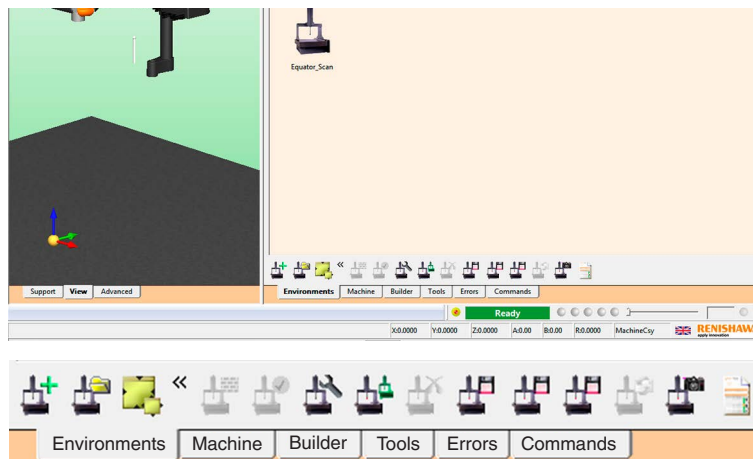 Equator_Scan
Support View Advanced
Environments Machine Builder Tools Errors Commands
Ready
X:0.0000 Y:0.0000 Z:0.0000 A:0.00 B:0.00 R:0.0000 MachineCsy RENISHAW
apply innovation
Environments Machine Builder Tools Errors Commands